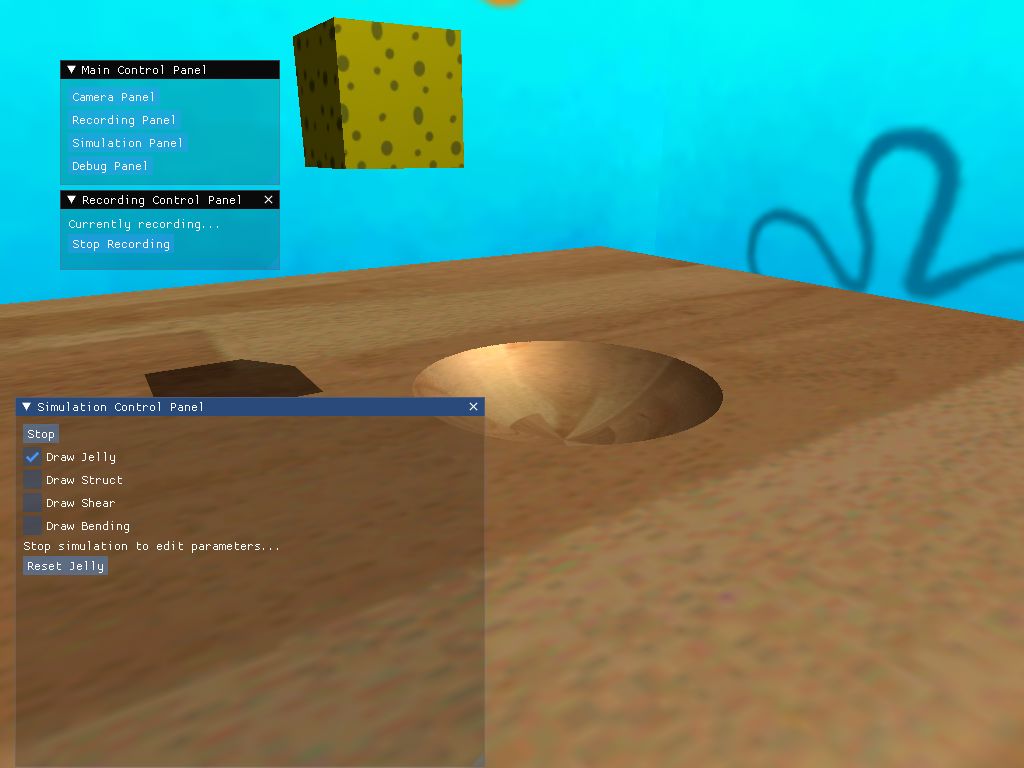 Main Control Panel
Camera Panel
Recording Panel
Simulation Panel
Debug Panel
Recording Control Panel
Currently recording...
Stop Recording
Simulation Control Panel
Stop
Draw Jelly
Draw Struct
Draw Shear
Draw Bending
Stop simulation to edit parameters...
Reset Jelly